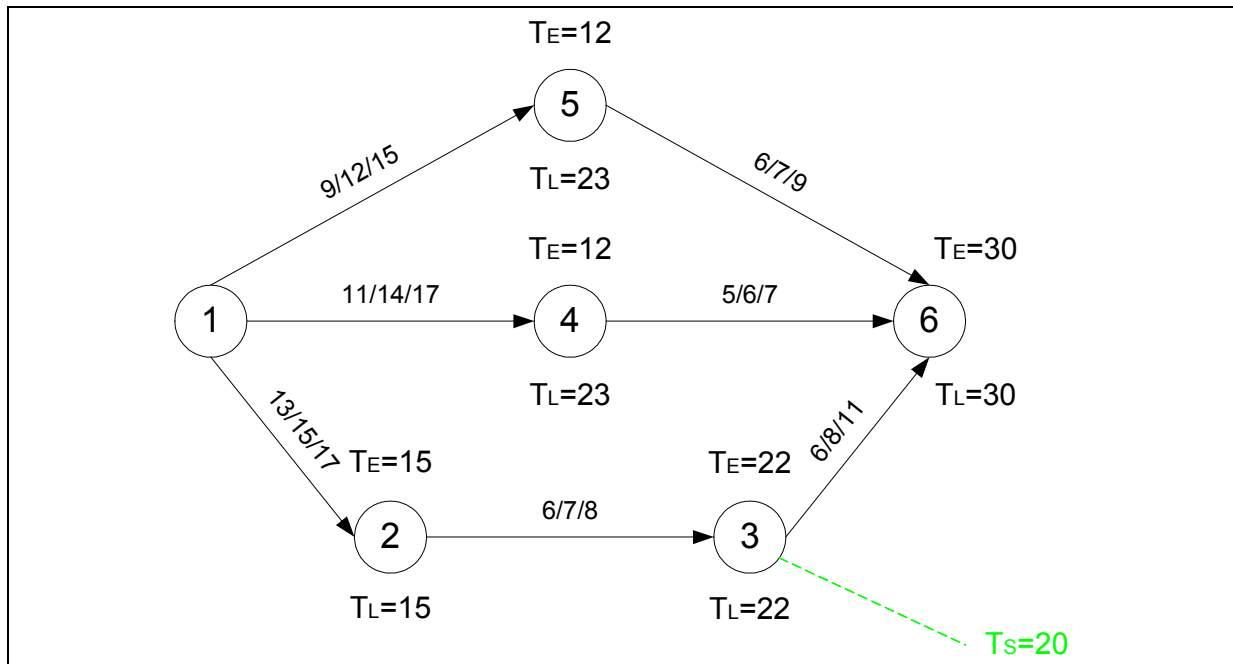 TE=12
5
9/12/15
6/7/9
TL=23
TE=12
TE=30
1
11/14/17
4
5/6/7
6
TL=23
TL=30
13/15/17
6/8/11
TE=15
TE=22
2
6/7/8
3
TL=15
TL=22
TS=20